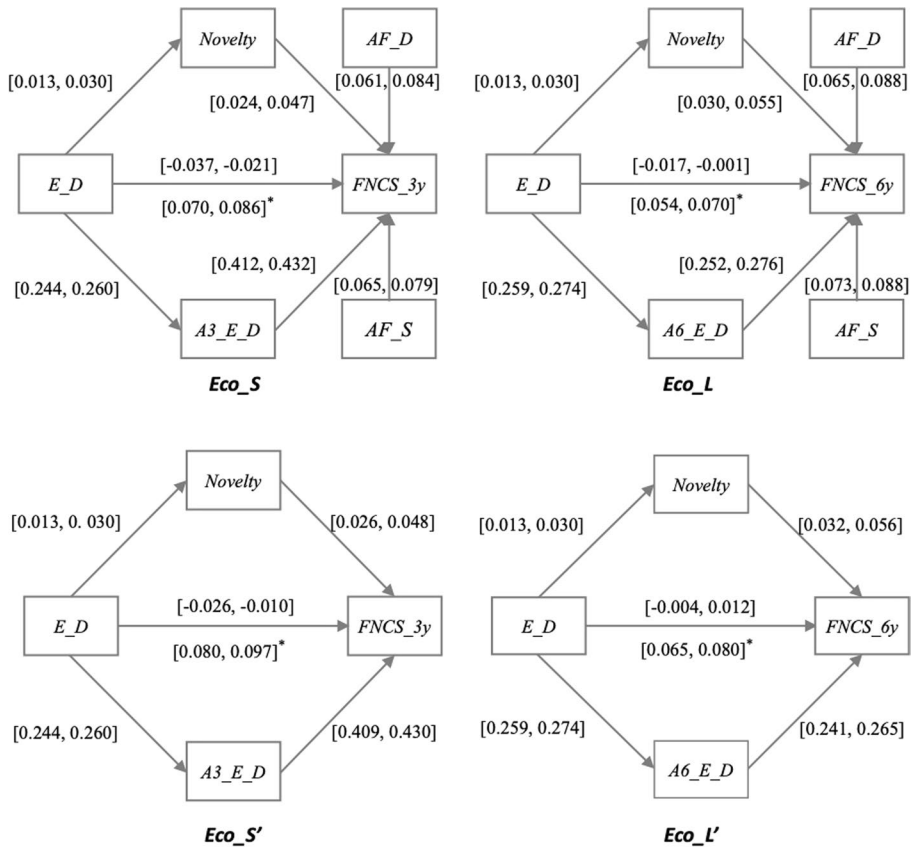 Novelty
AF_D
[0.013, 0.030]
[0.061, 0.084]
[0.024, 0.047]
E_D
[-0.037, -0.021]
FNCS_3y
[0.070, 0.086]*
[0.412, 0.432]
[0.244, 0.260]
[0.065, 0.079]
A3_E_D
AF_S
Eco_S
Novelty
AF_D
[0.013, 0.030]
[0.065, 0.088]
[0.030, 0.055]
E_D
[-0.017, -0.001]
FNCS_6y
[0.054, 0.070]*
[0.252, 0.276]
[0.259, 0.274]
[0.073, 0.088]
A6_E_D
AF_S
Eco_L
Novelty
[0.013, 0. 030]
[0.026, 0.048]
E_D
[-0.026, -0.010]
FNCS_3y
[0.080, 0.097]*
[0.244, 0.260]
[0.409, 0.430]
A3_E_D
Eco_S’
Novelty
[0.013, 0.030]
[0.032, 0.056]
E_D
[-0.004, 0.012]
FNCS_6y
[0.065, 0.080]*
[0.259, 0.274]
[0.241, 0.265]
A6_E_D
Eco_L’